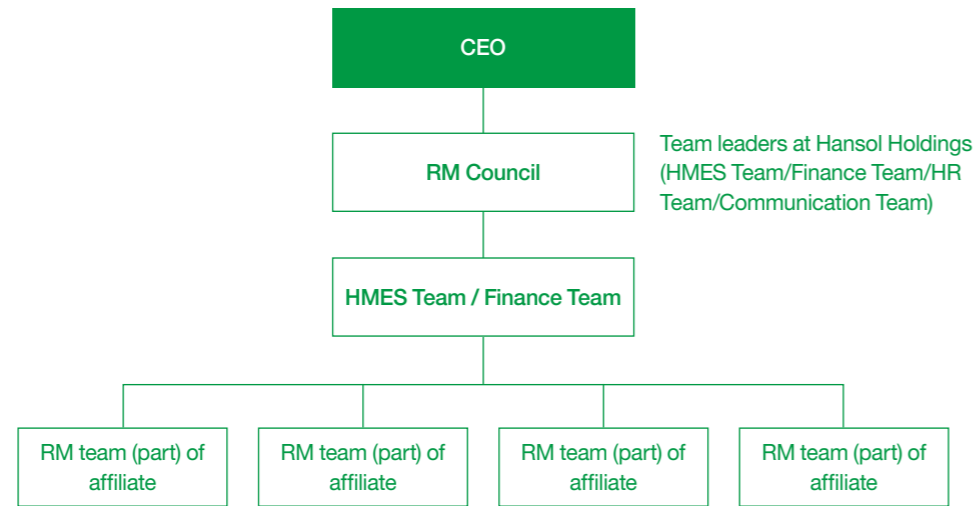 CEO
RM Council
Team leaders at Hansol Holdings
(HMES Team/Finance Team/HR
Team/Communication Team)
HMES Team / Finance Team
RM team (part) of
affiliate
RM team (part) of
affiliate
RM team (part) of
affiliate
RM team (part) of
affiliate